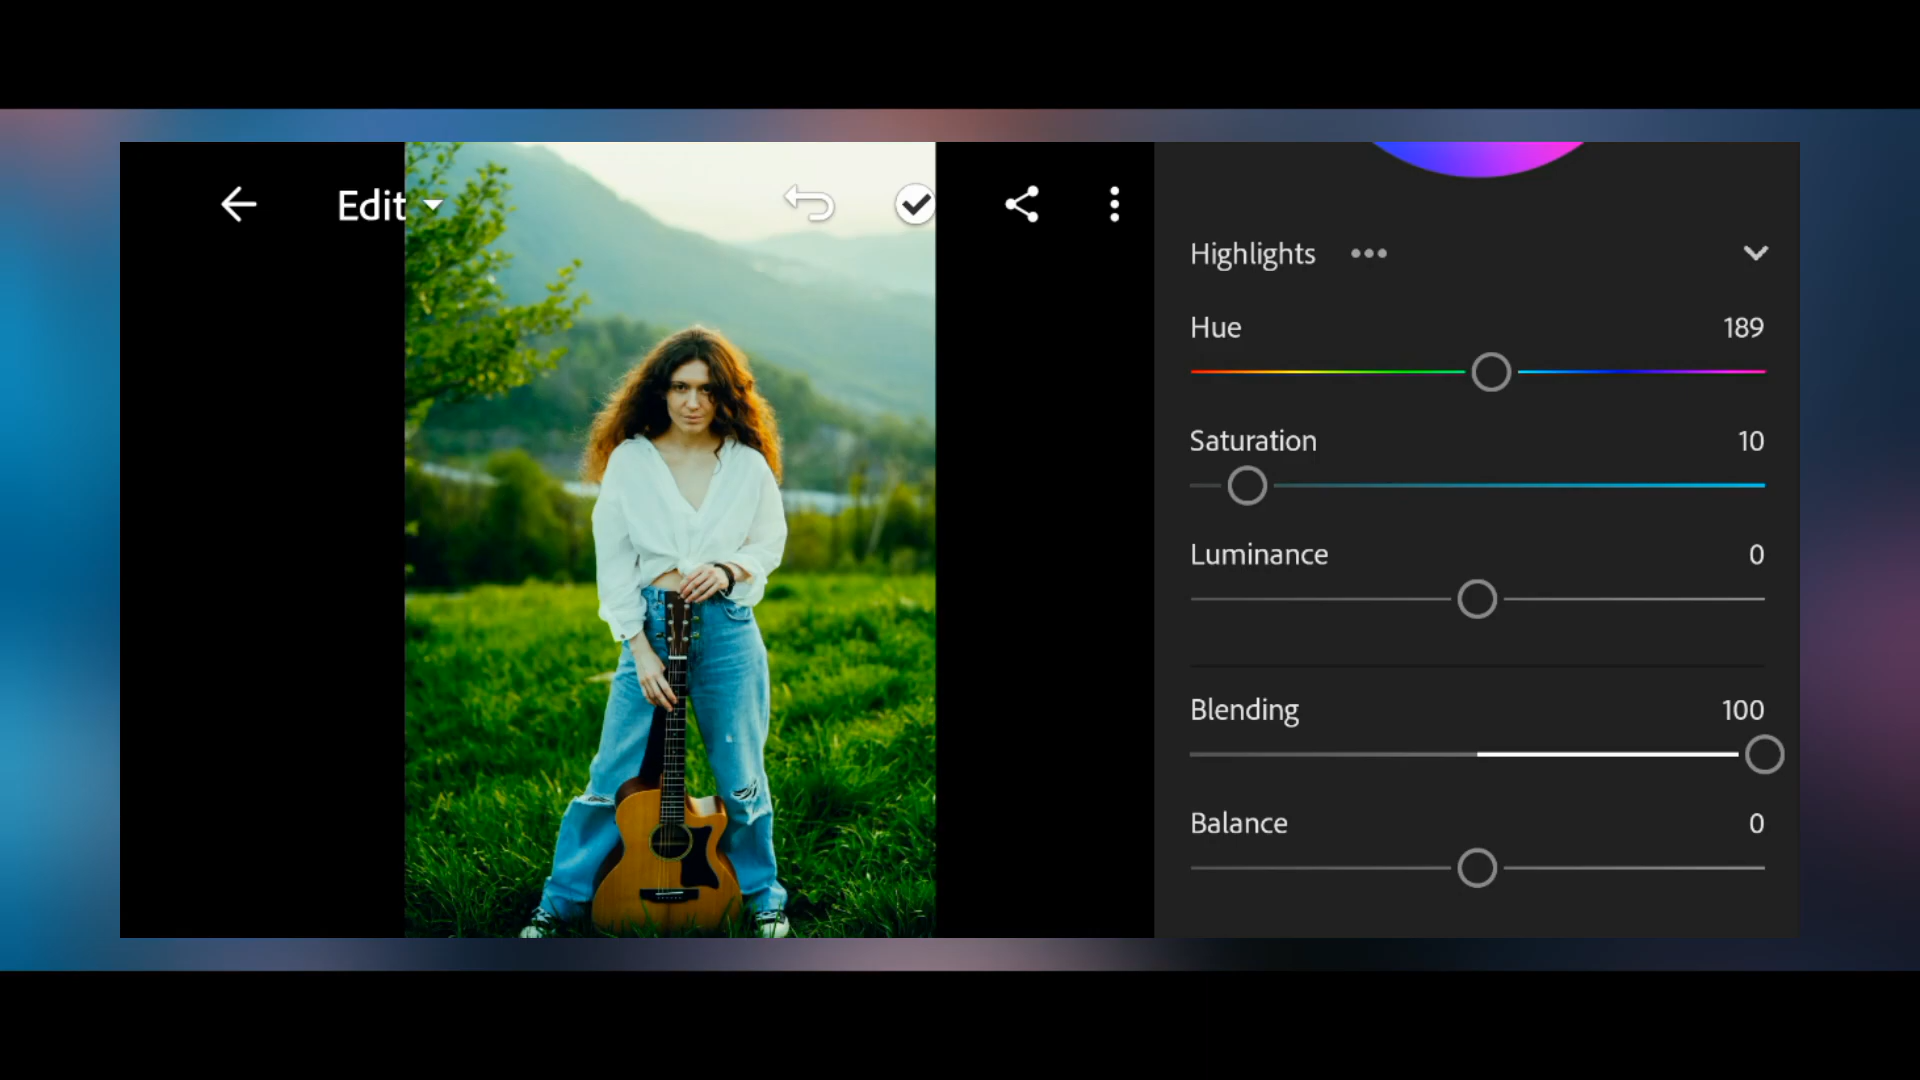 Edit
Highlights
Hue 189
Saturation 10
Luminance 0
Blending 100
Balance 0